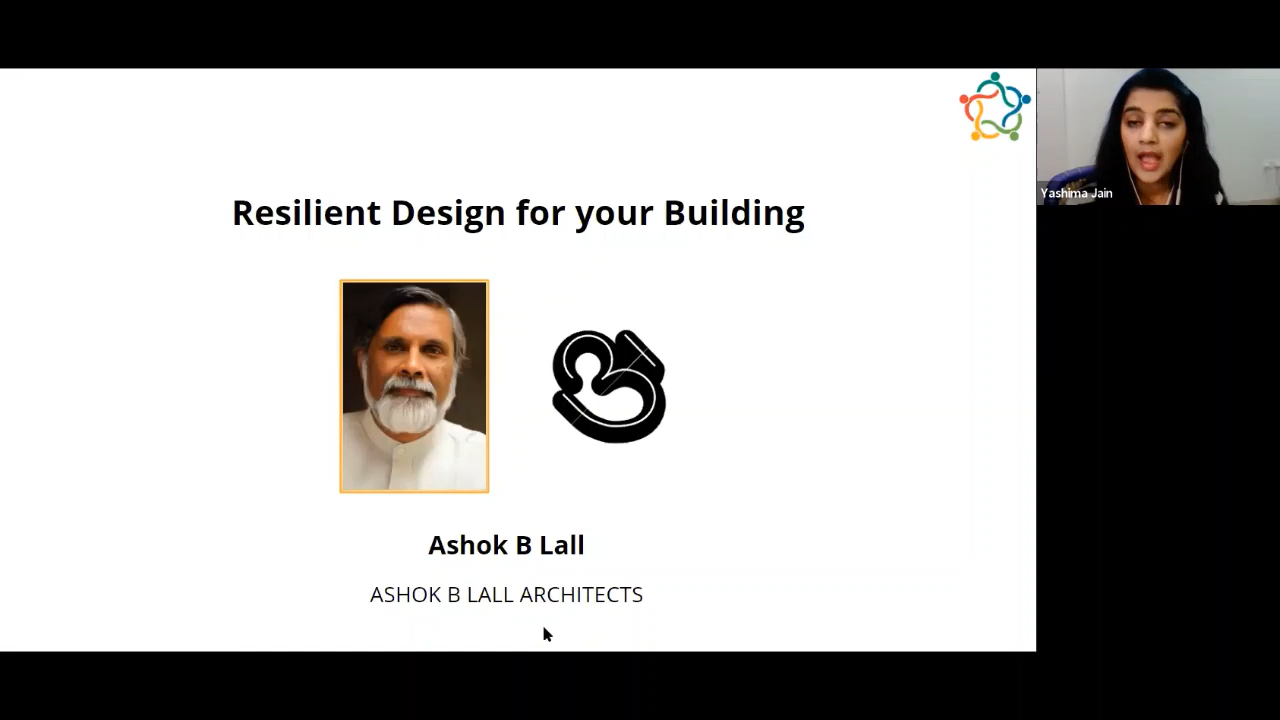 Resilient Design for your Building
Yashima Jain
Ashok B Lall
ASHOK B LALL ARCHITECTS